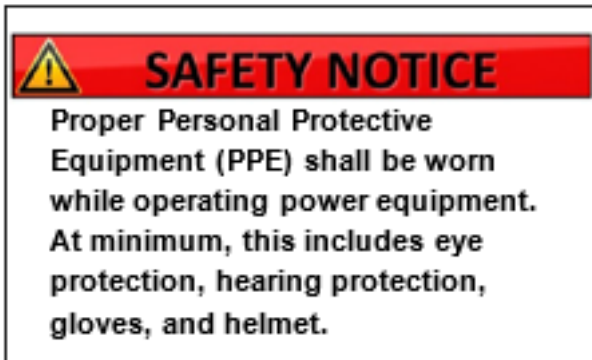 SAFETY NOTICE
Proper Personal Protective
Equipment (PPE) shall be worn
while operating power equipment.
At minimum, this includes eye
protection, hearing protection,
gloves, and helmet.